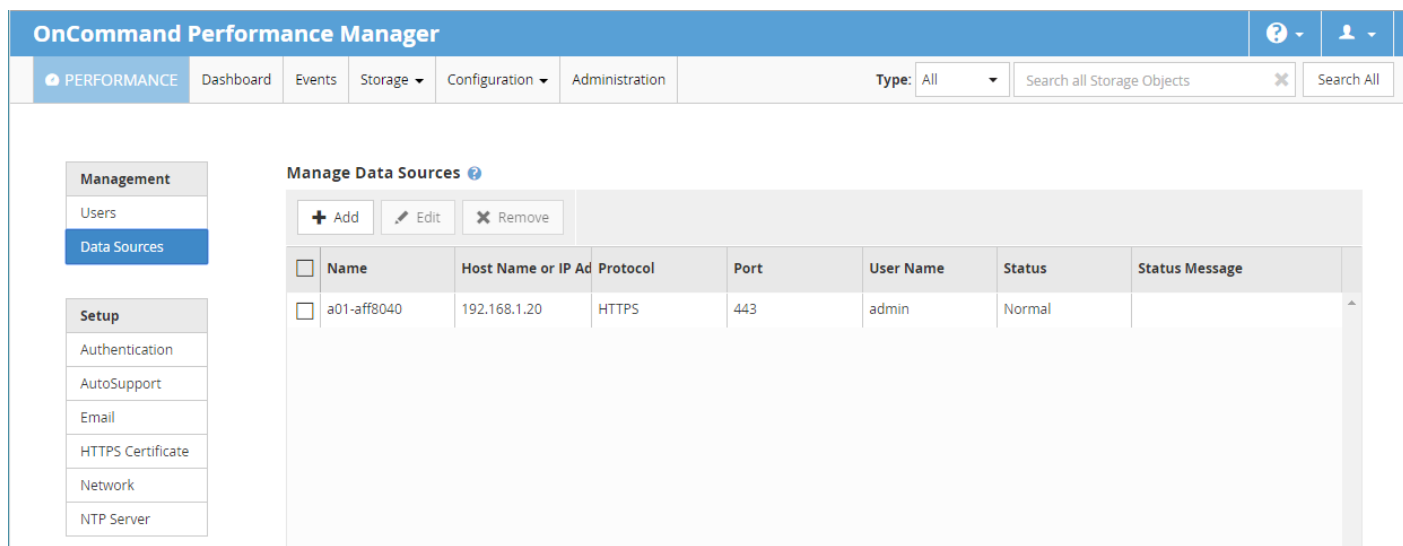 OnCommand Performance Manager
PERFORMANCE Dashboard Events Storage Configuration Administration Type: All Search all Storage Objects Search All
Management
Users
Data Sources
Setup
Authentication
AutoSupport
Email
HTTPS Certificate
Network
NTP Server
Manage Data Sources
Add Edit Remove
Name Host Name or IP Ad Protocol Port User Name Status Status Message
a01-aff8040 192.168.1.20 HTTPS 443 admin Normal